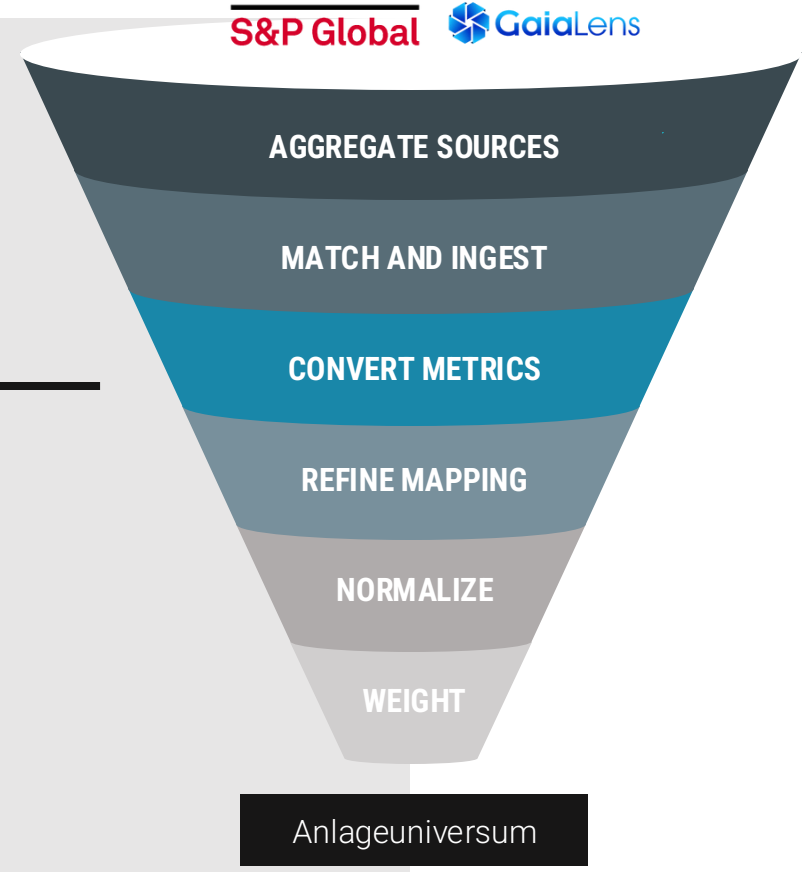 S&P Global GaiaLens
AGGREGATE SOURCES
MATCH AND INGEST
CONVERT METRICS
REFINE MAPPING
NORMALIZE
WEIGHT
Anlageuniversum